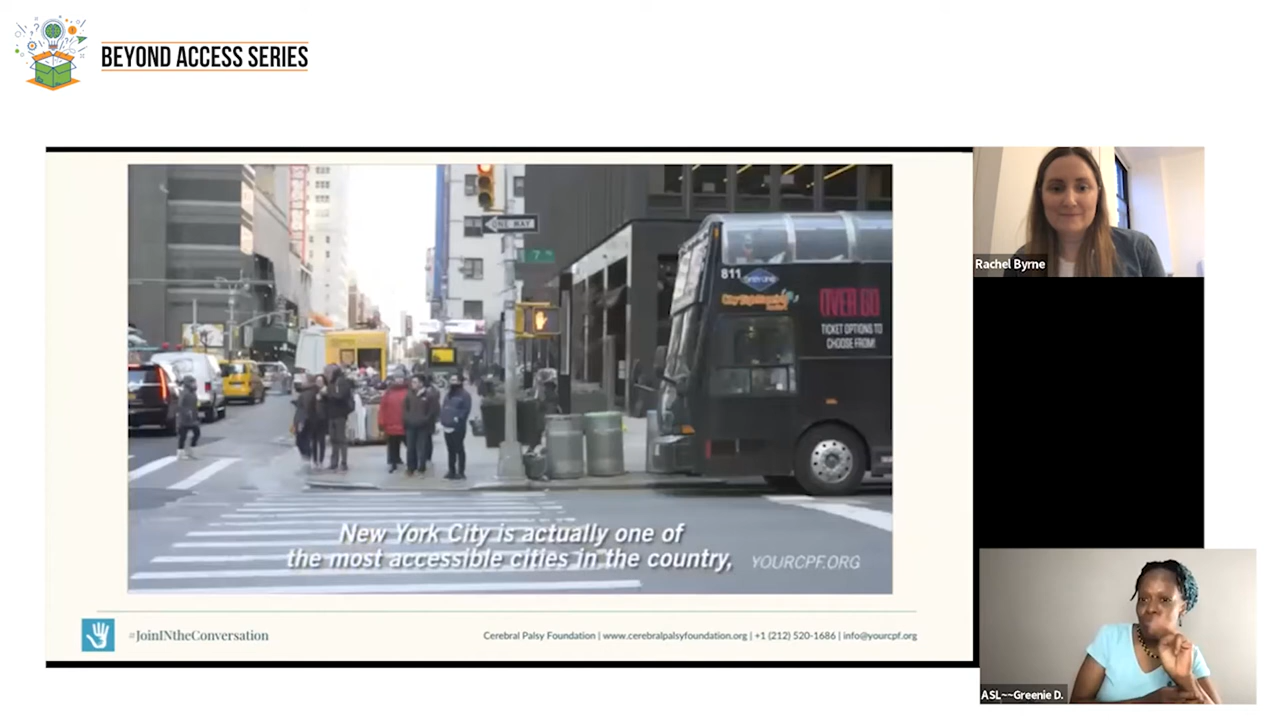 BEYOND ACCESS SERIES
ONE WAY
7
811
OVER 60
TICKET OPTIONS TO
CHOOSE FROM!
New York City is actually one of
the most accessible cities in the country,
YOURCPF.ORG
#JoinINtheConversation
Cerebral Palsy Foundation | www.cerebralpalsyfoundation.org | +1 (212) 520-1686 | info@yourcpf.org
Rachel Byrne
ASL~~Greenie D.